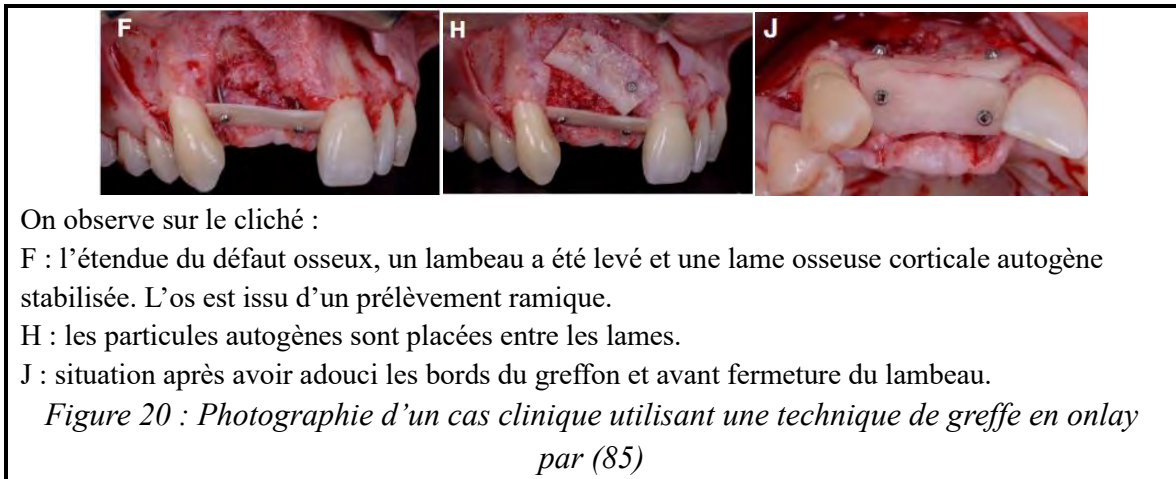 F H J
On observe sur le cliché :
F : l’étendue du défaut osseux, un lambeau a été levé et une lame osseuse corticale autogène
stabilisée. L’os est issu d’un prélèvement ramique.
H : les particules autogènes sont placées entre les lames.
J : situation après avoir adouci les bords du greffon et avant fermeture du lambeau.
Figure 20 : Photographie d’un cas clinique utilisant une technique de greffe en onlay
par (85)